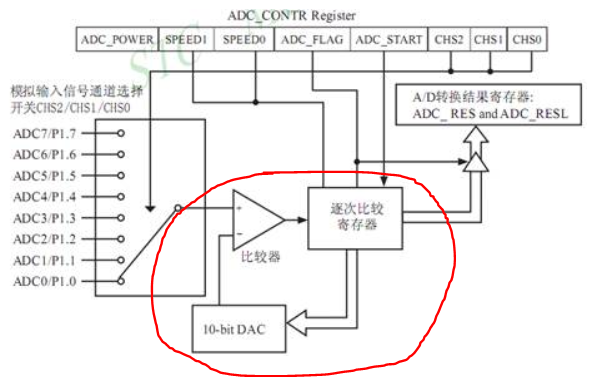 ADC_CONTR Register
ADC_POWER SPEED1 SPEED0 ADC_FLAG ADC_START CHS2 CHS1 CHS0
STC
模拟输入信号通道选择
开关CHS2/CHS1/CHS0
A/D转换结果寄存器:
ADC_ RES and ADC_RESL
ADC7/P1.7
ADC6/P1.6
ADC5/P1.5
ADC4/P1.4
ADC3/P1.3
ADC2/P1.2
ADC1/P1.1
ADC0/P1.0
+
−
比较器
逐次比较
寄存器
10-bit DAC